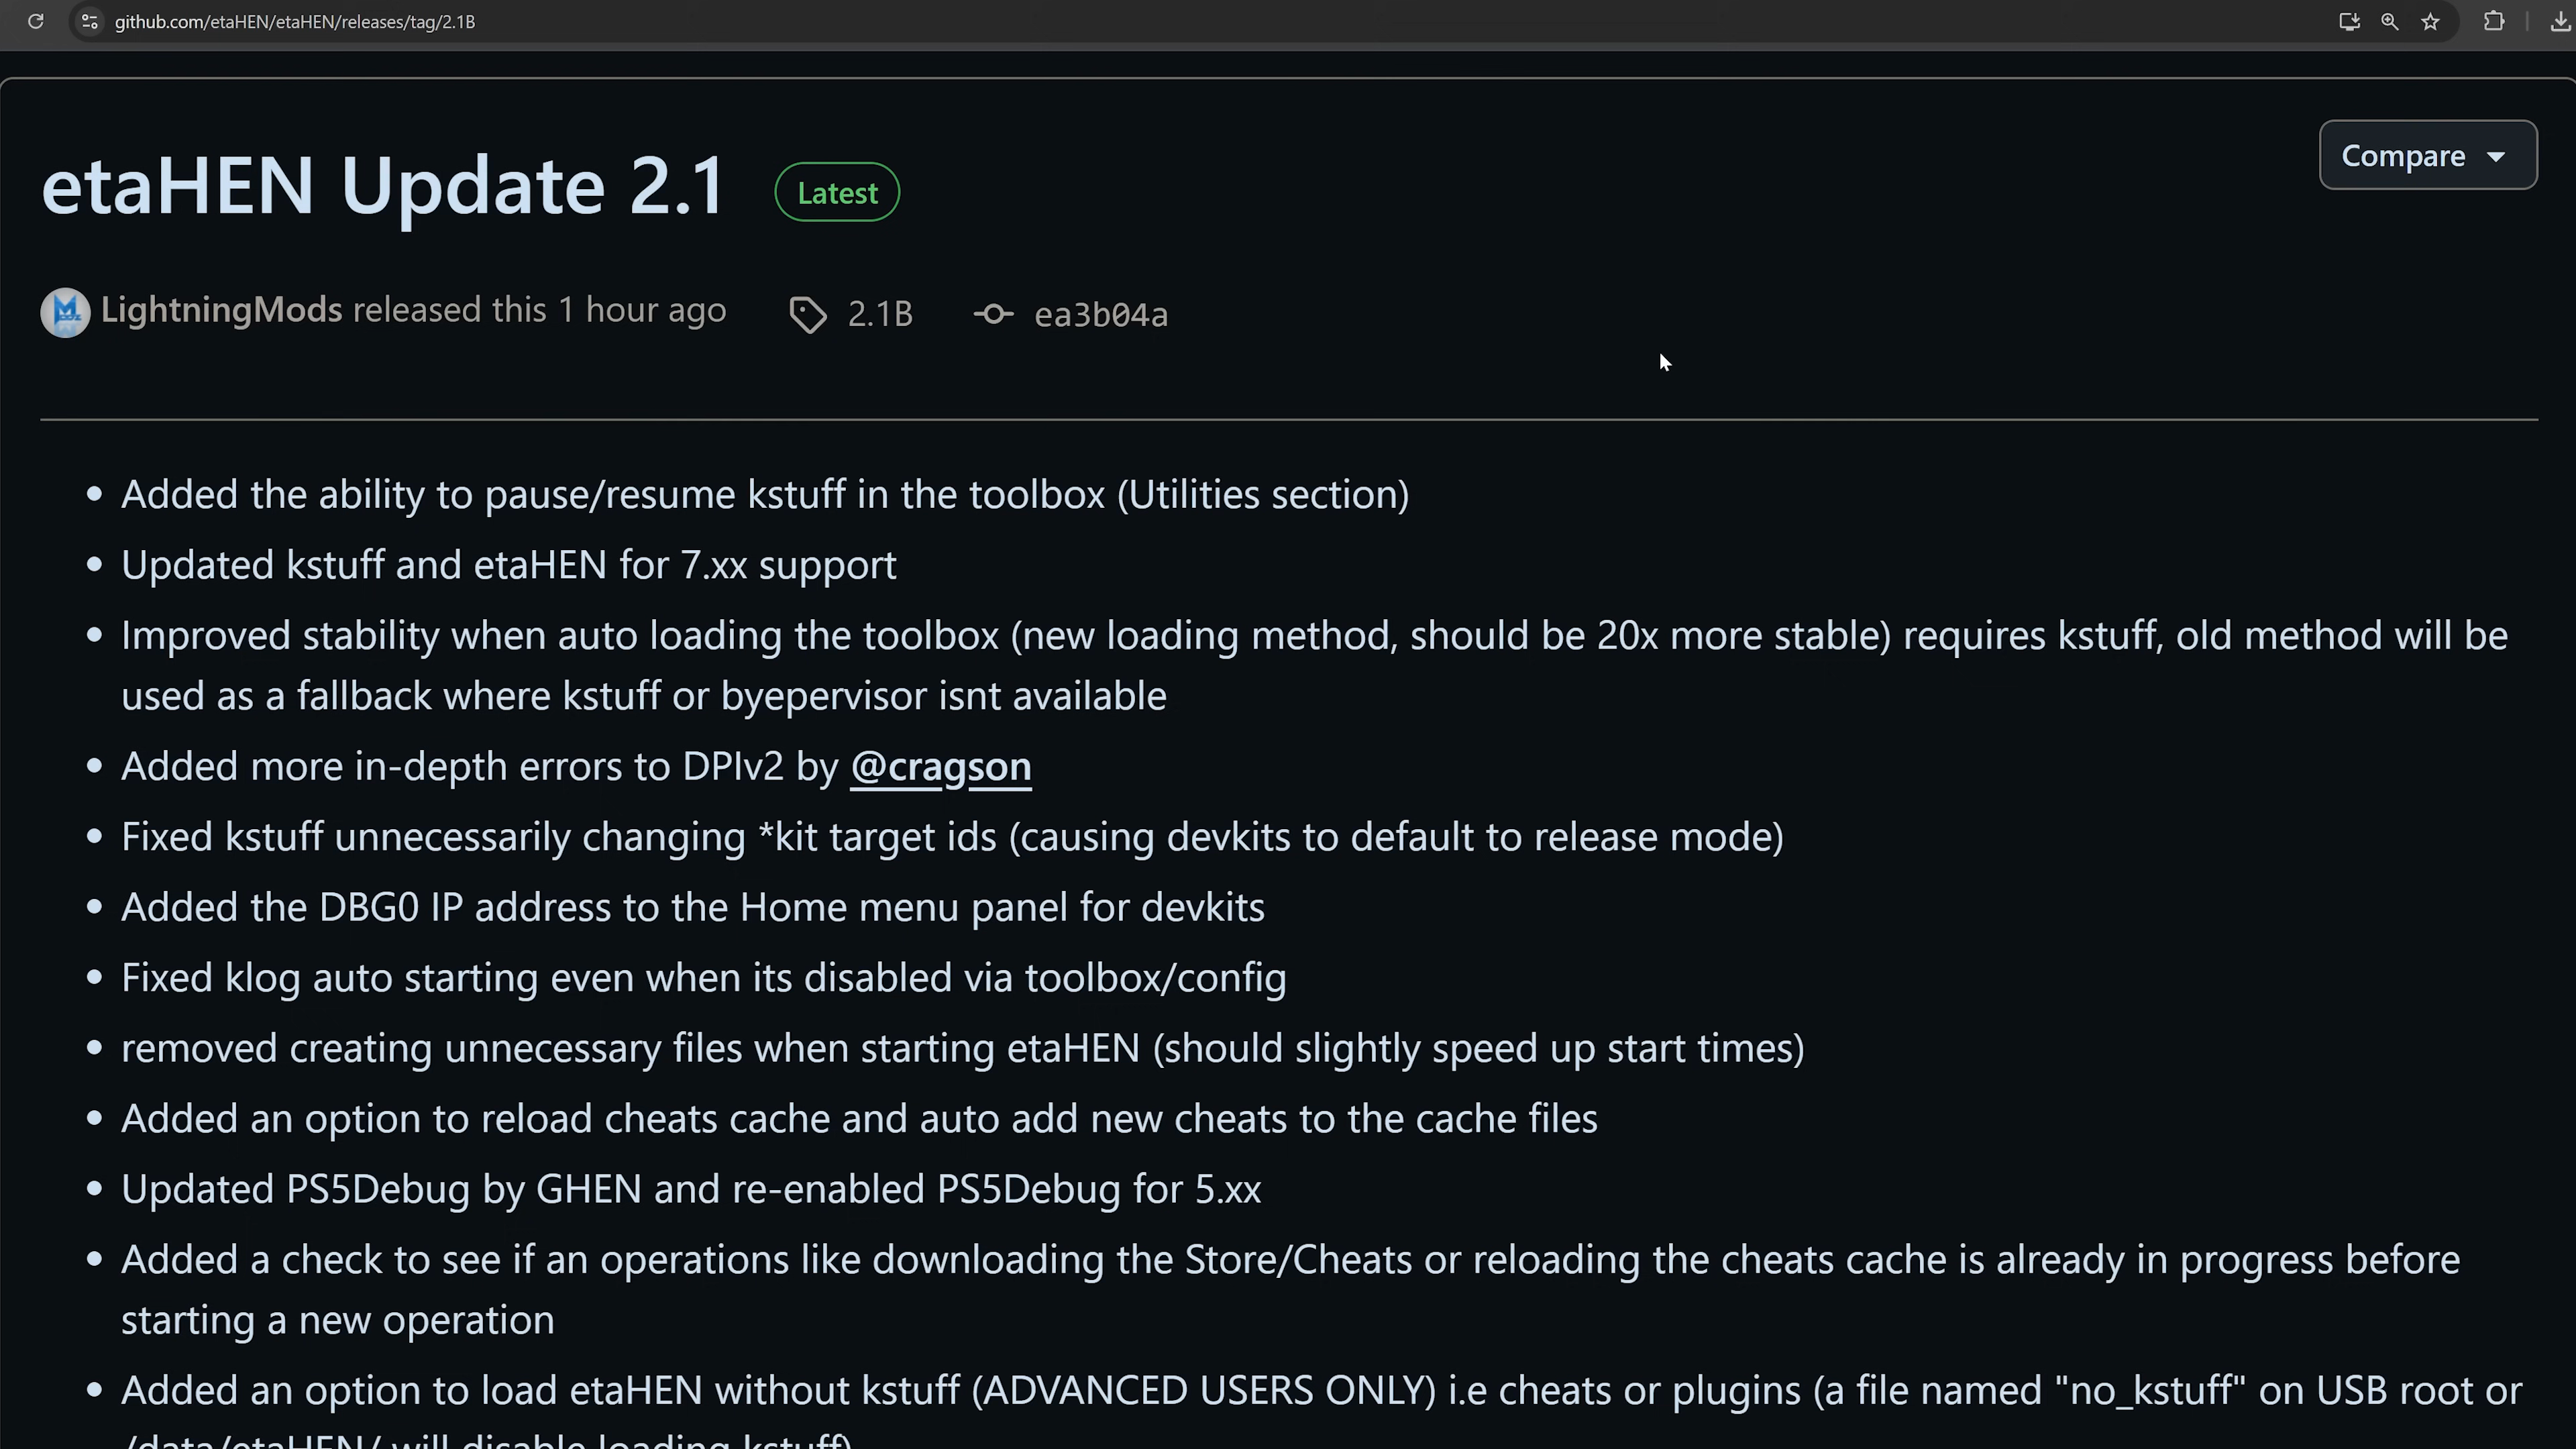 github.com/etaHEN/etaHEN/releases/tag/2.1B
etaHEN Update 2.1 Latest
Compare
LightningMods released this 1 hour ago 2.1B ea3b04a
Added the ability to pause/resume kstuff in the toolbox (Utilities section)
Updated kstuff and etaHEN for 7.xx support
Improved stability when auto loading the toolbox (new loading method, should be 20x more stable) requires kstuff, old method will be
used as a fallback where kstuff or byepervisor isnt available
Added more in-depth errors to DPIv2 by @cragson
Fixed kstuff unnecessarily changing *kit target ids (causing devkits to default to release mode)
Added the DBG0 IP address to the Home menu panel for devkits
Fixed klog auto starting even when its disabled via toolbox/config
removed creating unnecessary files when starting etaHEN (should slightly speed up start times)
Added an option to reload cheats cache and auto add new cheats to the cache files
Updated PS5Debug by GHEN and re-enabled PS5Debug for 5.xx
Added a check to see if an operations like downloading the Store/Cheats or reloading the cheats cache is already in progress before
starting a new operation
Added an option to load etaHEN without kstuff (ADVANCED USERS ONLY) i.e cheats or plugins (a file named "no_kstuff" on USB root or
/data/etaHEN/ will disable loading kstuff)